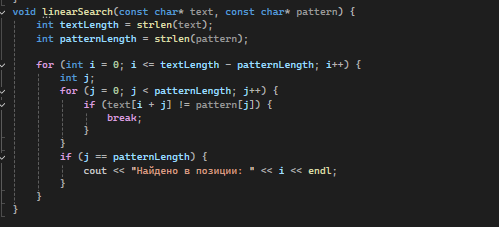 void linearSearch(const char* text, const char* pattern) {
    int textLength = strlen(text);
    int patternLength = strlen(pattern);

    for (int i = 0; i <= textLength - patternLength; i++) {
        int j;
        for (j = 0; j < patternLength; j++) {
            if (text[i + j] != pattern[j]) {
                break;
            }
        }
        if (j == patternLength) {
            cout << "Найдено в позиции: " << i << endl;
        }
    }
}